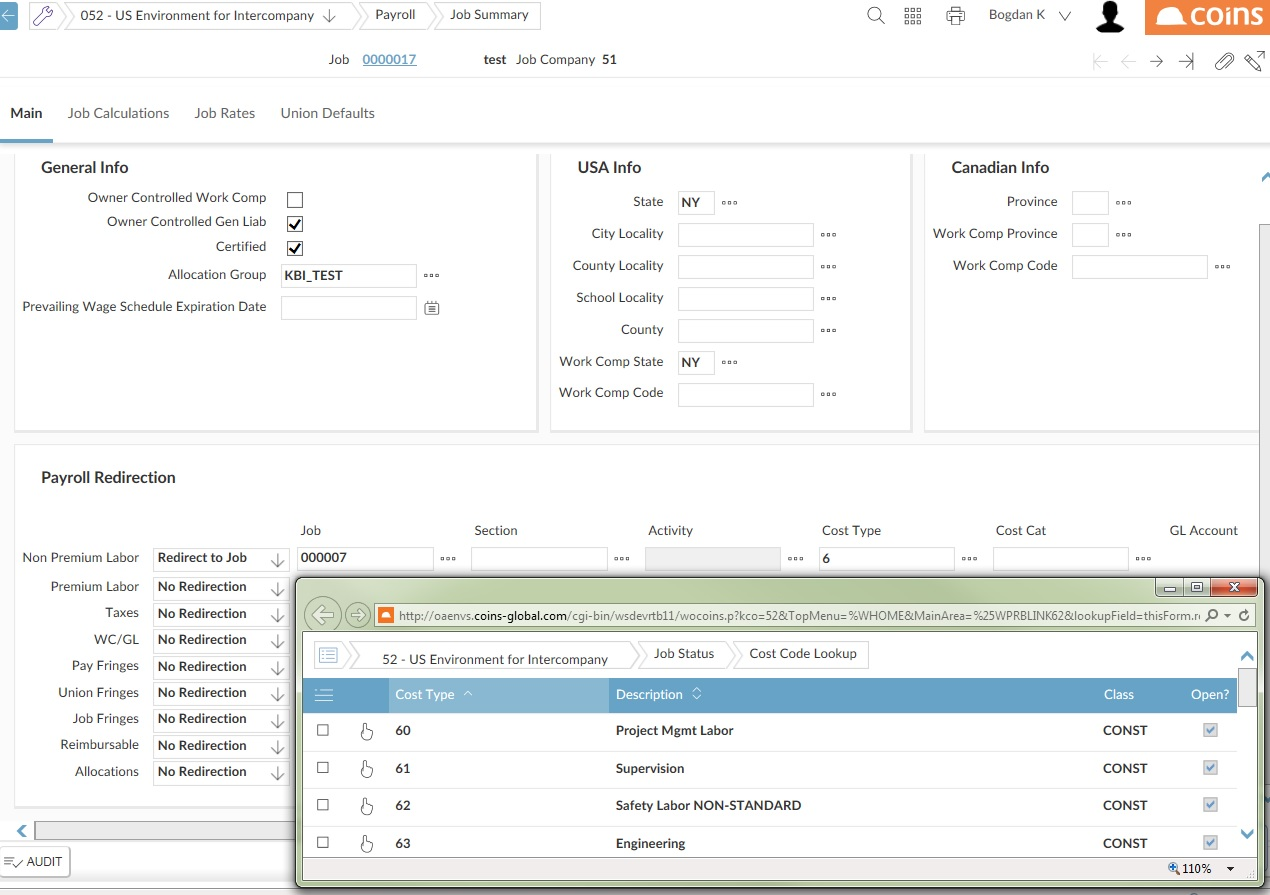 052 - US Environment for Intercompany Payroll Job Summary Bogdan K coins
Job 0000017 test Job Company 51
Main Job Calculations Job Rates Union Defaults
General Info
Owner Controlled Work Comp
Owner Controlled Gen Liab
Certified
Allocation Group KBI_TEST
Prevailing Wage Schedule Expiration Date
USA Info
State NY
City Locality
County Locality
School Locality
County
Work Comp State NY
Work Comp Code
Canadian Info
Province
Work Comp Province
Work Comp Code
Payroll Redirection
Job Section Activity Cost Type Cost Cat GL Account
Non Premium Labor Redirect to Job 000007 6
Premium Labor No Redirection
Taxes No Redirection
WC/GL No Redirection
Pay Fringes No Redirection
Union Fringes No Redirection
Job Fringes No Redirection
Reimbursable No Redirection
Allocations No Redirection
AUDIT
http://oaenvs.coins-global.com/cgi-bin/wsdevrtb11/wocoins.p?kco=52&TopMenu=%WHOME&MainArea=%25WPRBLINK62&lookupField=thisForm.r
52 - US Environment for Intercompany Job Status Cost Code Lookup
Cost Type Description Class Open?
60 Project Mgmt Labor CONST
61 Supervision CONST
62 Safety Labor NON-STANDARD CONST
63 Engineering CONST
110%